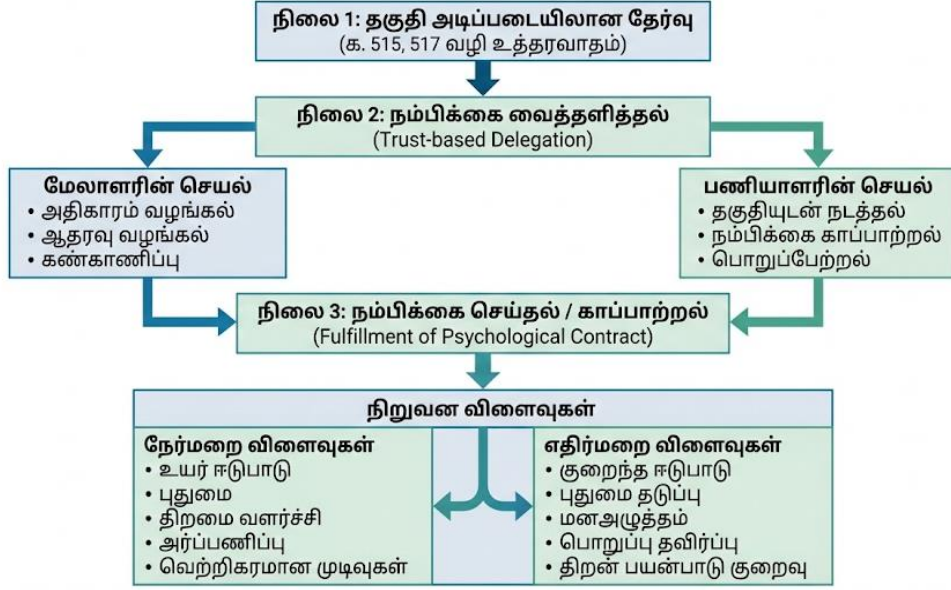 நிலை 1: தகுதி அடிப்படையிலான தேர்வு
(க. 515, 517 வழி உத்தரவாதம்)
நிலை 2: நம்பிக்கை வைத்தளித்தல்
(Trust-based Delegation)
மேலாளரின் செயல்
• அதிகாரம் வழங்கல்
• ஆதரவு வழங்கல்
• கண்காணிப்பு
பணியாளரின் செயல்
• தகுதியுடன் நடத்தல்
• நம்பிக்கை காப்பாற்றல்
• பொறுப்பேற்றல்
நிலை 3: நம்பிக்கை செய்தல் / காப்பாற்றல்
(Fulfillment of Psychological Contract)
நிறுவன விளைவுகள்
நேர்மறை விளைவுகள்
• உயர் ஈடுபாடு
• புதுமை
• திறமை வளர்ச்சி
• அர்ப்பணிப்பு
• வெற்றிகரமான முடிவுகள்
எதிர்மறை விளைவுகள்
• குறைந்த ஈடுபாடு
• புதுமை தடுப்பு
• மனஅழுத்தம்
• பொறுப்பு தவிர்ப்பு
• திறன் பயன்பாடு குறைவு